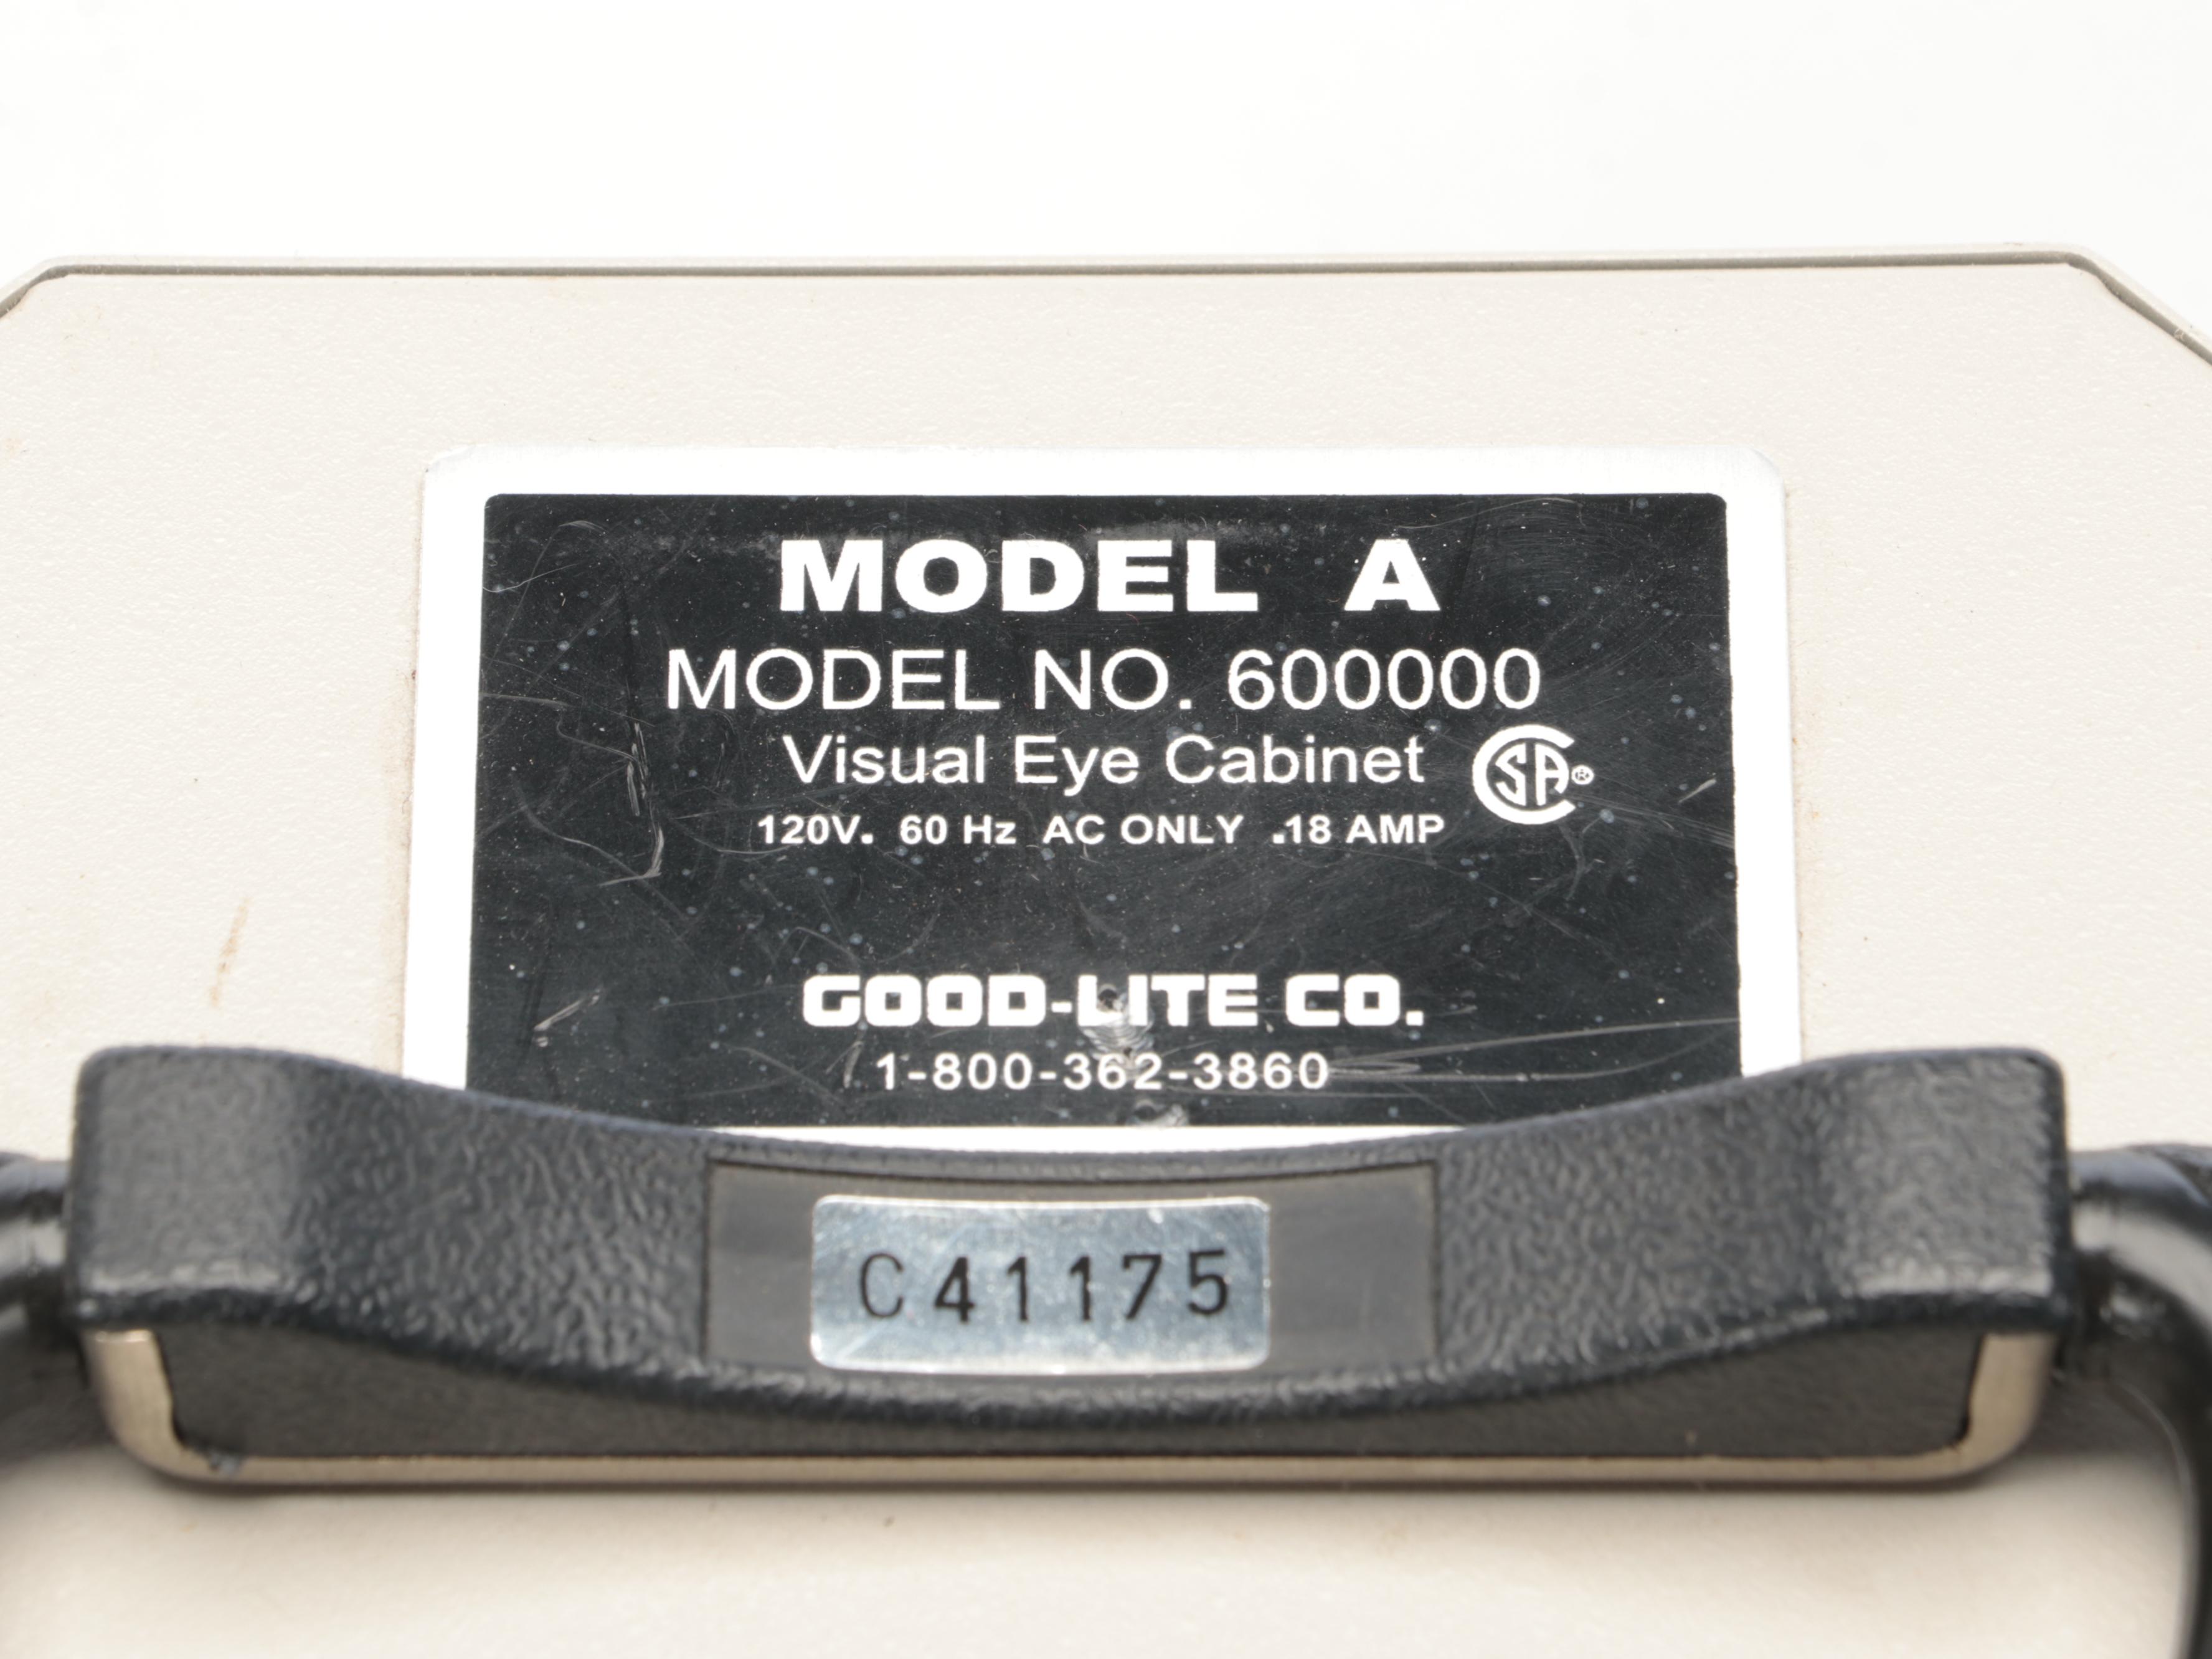 MODEL A
MODEL NO. 600000
Visual Eye Cabinet
CSA®
120V. 60 Hz AC ONLY .18 AMP
GOOD-LITE CO.
1-800-362-3860
C41175